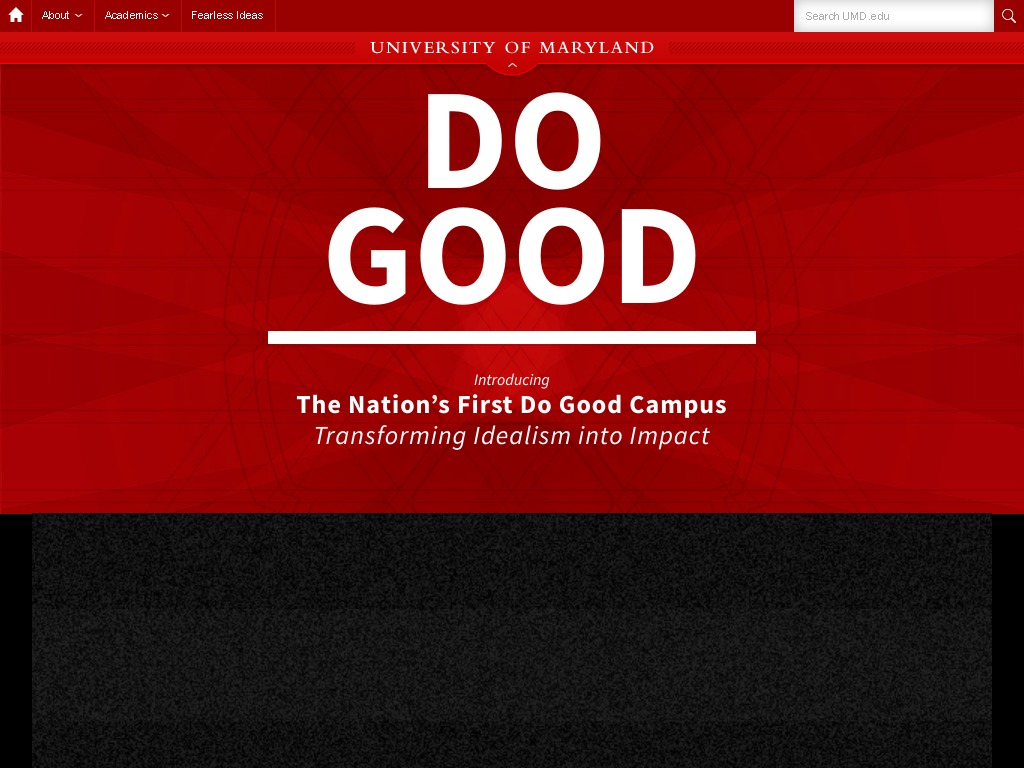 About
Academics
Fearless Ideas
Search UMD.edu
UNIVERSITY OF MARYLAND
DO
GOOD
Introducing
The Nation's First Do Good Campus
Transforming Idealism into Impact